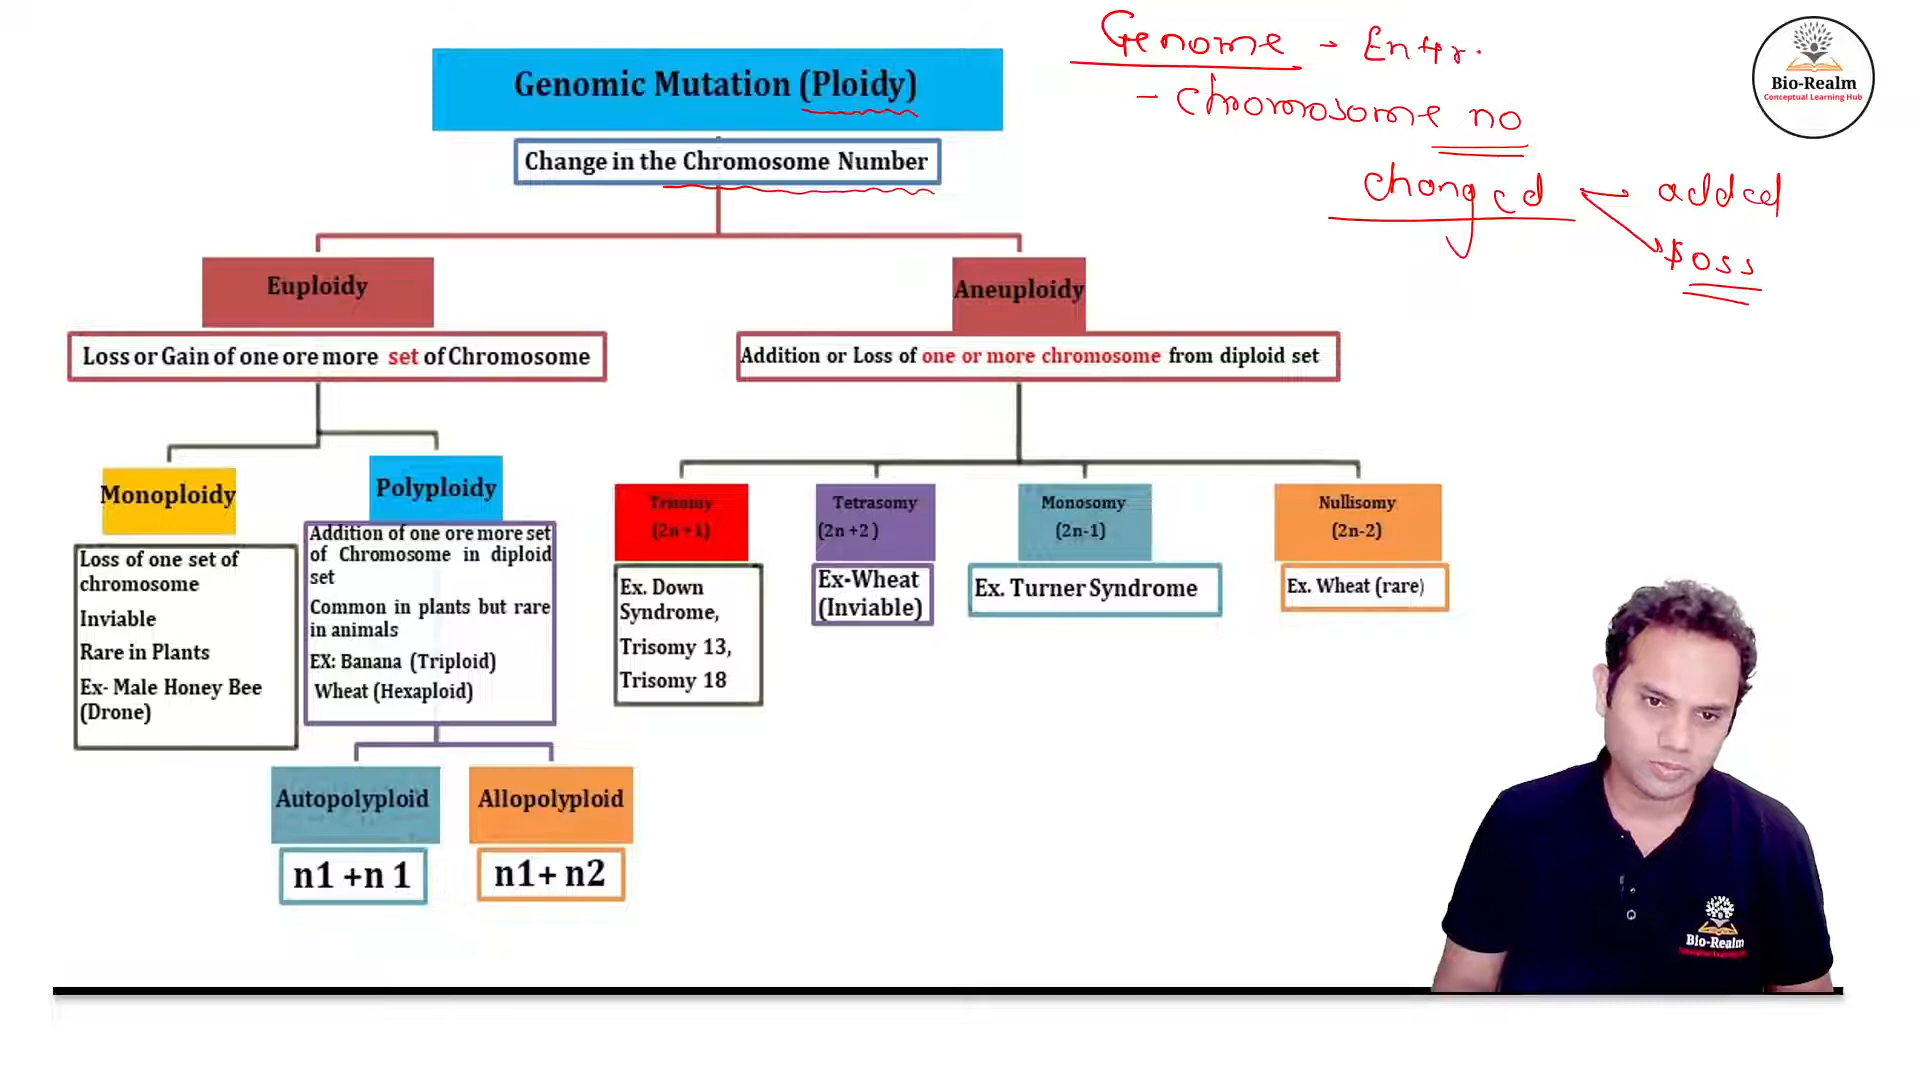 Genome - Entr.
- chromosome no
changed added
loss
Bio-Realm
Conceptual Learning Hub
Genomic Mutation (Ploidy)
Change in the Chromosome Number
Euploidy
Loss or Gain of one ore more set of Chromosome
Aneuploidy
Addition or Loss of one or more chromosome from diploid set
Monoploidy
Loss of one set of
chromosome
Inviable
Rare in Plants
Ex- Male Honey Bee
(Drone)
Polyploidy
Addition of one ore more set
of Chromosome in diploid
set
Common in plants but rare
in animals
EX: Banana (Triploid)
Wheat (Hexaploid)
Autopolyploid
n1 +n 1
Allopolyploid
n1+ n2
Trisomy
(2n +1)
Ex. Down
Syndrome,
Trisomy 13,
Trisomy 18
Tetrasomy
(2n +2 )
Ex-Wheat
(Inviable)
Monosomy
(2n-1)
Ex. Turner Syndrome
Nullisomy
(2n-2)
Ex. Wheat (rare)
Bio-Realm